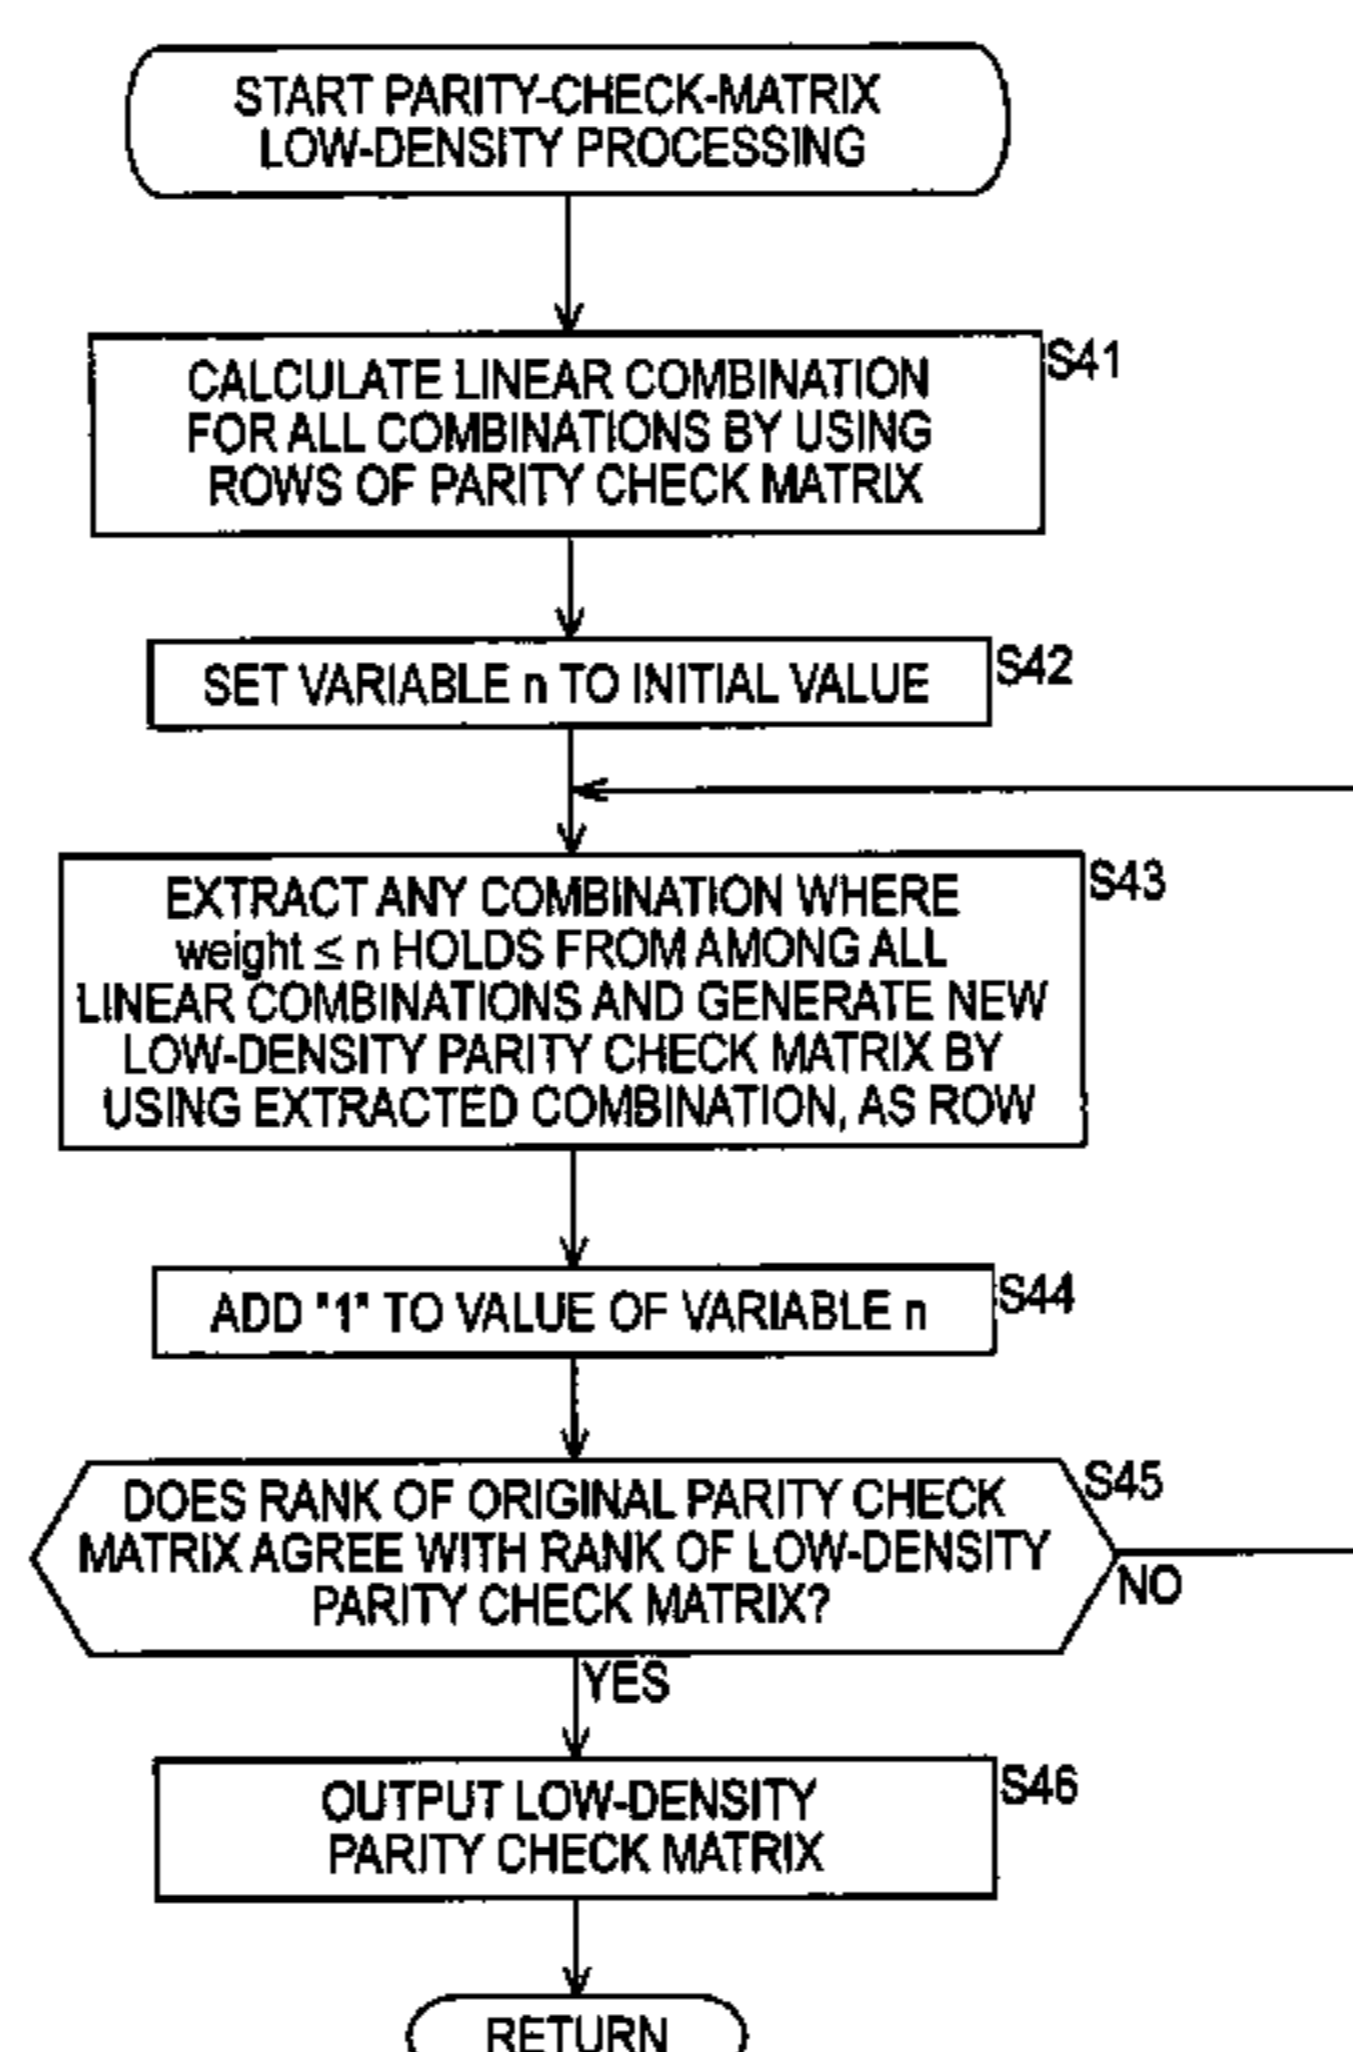 START PARITY-CHECK-MATRIX
LOW-DENSITY PROCESSING
CALCULATE LINEAR COMBINATION
FOR ALL COMBINATIONS BY USING
ROWS OF PARITY CHECK MATRIX
S41
SET VARIABLE n TO INITIAL VALUE
S42
EXTRACT ANY COMBINATION WHERE
weight ≤ n HOLDS FROM AMONG ALL
LINEAR COMBINATIONS AND GENERATE NEW
LOW-DENSITY PARITY CHECK MATRIX BY
USING EXTRACTED COMBINATION, AS ROW
S43
ADD "1" TO VALUE OF VARIABLE n
S44
DOES RANK OF ORIGINAL PARITY CHECK
MATRIX AGREE WITH RANK OF LOW-DENSITY
PARITY CHECK MATRIX?
S45
NO
YES
OUTPUT LOW-DENSITY
PARITY CHECK MATRIX
S46
RETURN